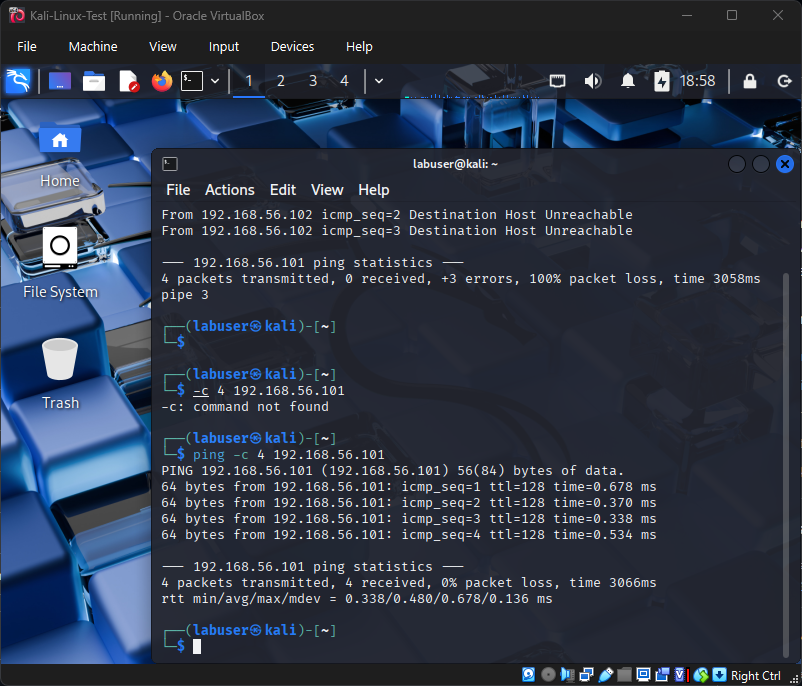 Kali-Linux-Test [Running] - Oracle VirtualBox
File Machine View Input Devices Help
1 2 3 4 18:58
Home
File System
Trash
labuser@kali: ~
File Actions Edit View Help
From 192.168.56.102 icmp_seq=2 Destination Host Unreachable
From 192.168.56.102 icmp_seq=3 Destination Host Unreachable
--- 192.168.56.101 ping statistics ---
4 packets transmitted, 0 received, +3 errors, 100% packet loss, time 3058ms
pipe 3
┌──(labuser㉿kali)-[~]
└─$
┌──(labuser㉿kali)-[~]
└─$ -c 4 192.168.56.101
-c: command not found
┌──(labuser㉿kali)-[~]
└─$ ping -c 4 192.168.56.101
PING 192.168.56.101 (192.168.56.101) 56(84) bytes of data.
64 bytes from 192.168.56.101: icmp_seq=1 ttl=128 time=0.678 ms
64 bytes from 192.168.56.101: icmp_seq=2 ttl=128 time=0.370 ms
64 bytes from 192.168.56.101: icmp_seq=3 ttl=128 time=0.338 ms
64 bytes from 192.168.56.101: icmp_seq=4 ttl=128 time=0.534 ms
--- 192.168.56.101 ping statistics ---
4 packets transmitted, 4 received, 0% packet loss, time 3066ms
rtt min/avg/max/mdev = 0.338/0.480/0.678/0.136 ms
┌──(labuser㉿kali)-[~]
└─$
Right Ctrl